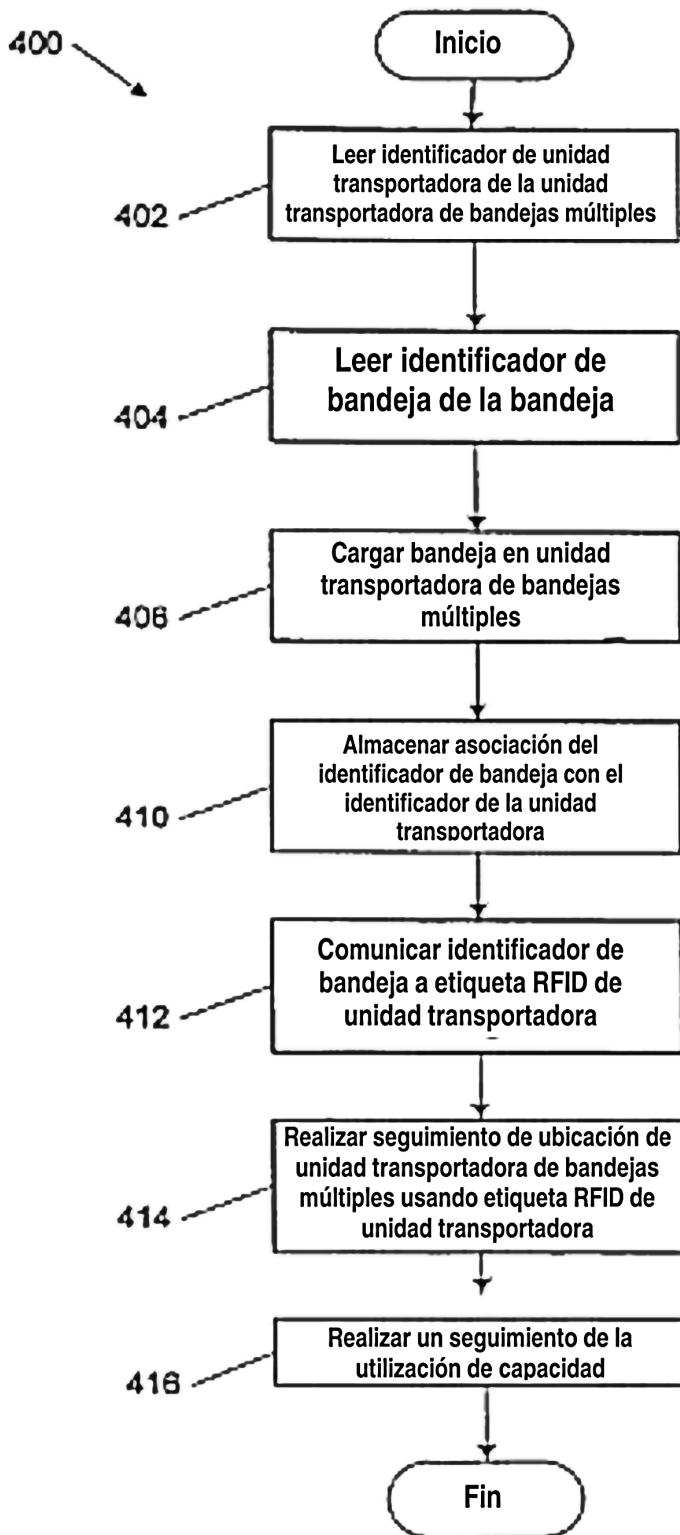 400
Inicio
Leer identificador de unidad
transportadora de la unidad
transportadora de bandejas múltiples
402
Leer identificador de
bandeja de la bandeja
404
Cargar bandeja en unidad
transportadora de bandejas
múltiples
406
Almacenar asociación del
identificador de bandeja con el
identificador de la unidad
transportadora
410
Comunicar identificador de
bandeja a etiqueta RFID de
unidad transportadora
412
Realizar seguimiento de ubicación de
unidad transportadora de bandejas
múltiples usando etiqueta RFID de
unidad transportadora
414
Realizar un seguimiento de la
utilización de capacidad
416
Fin